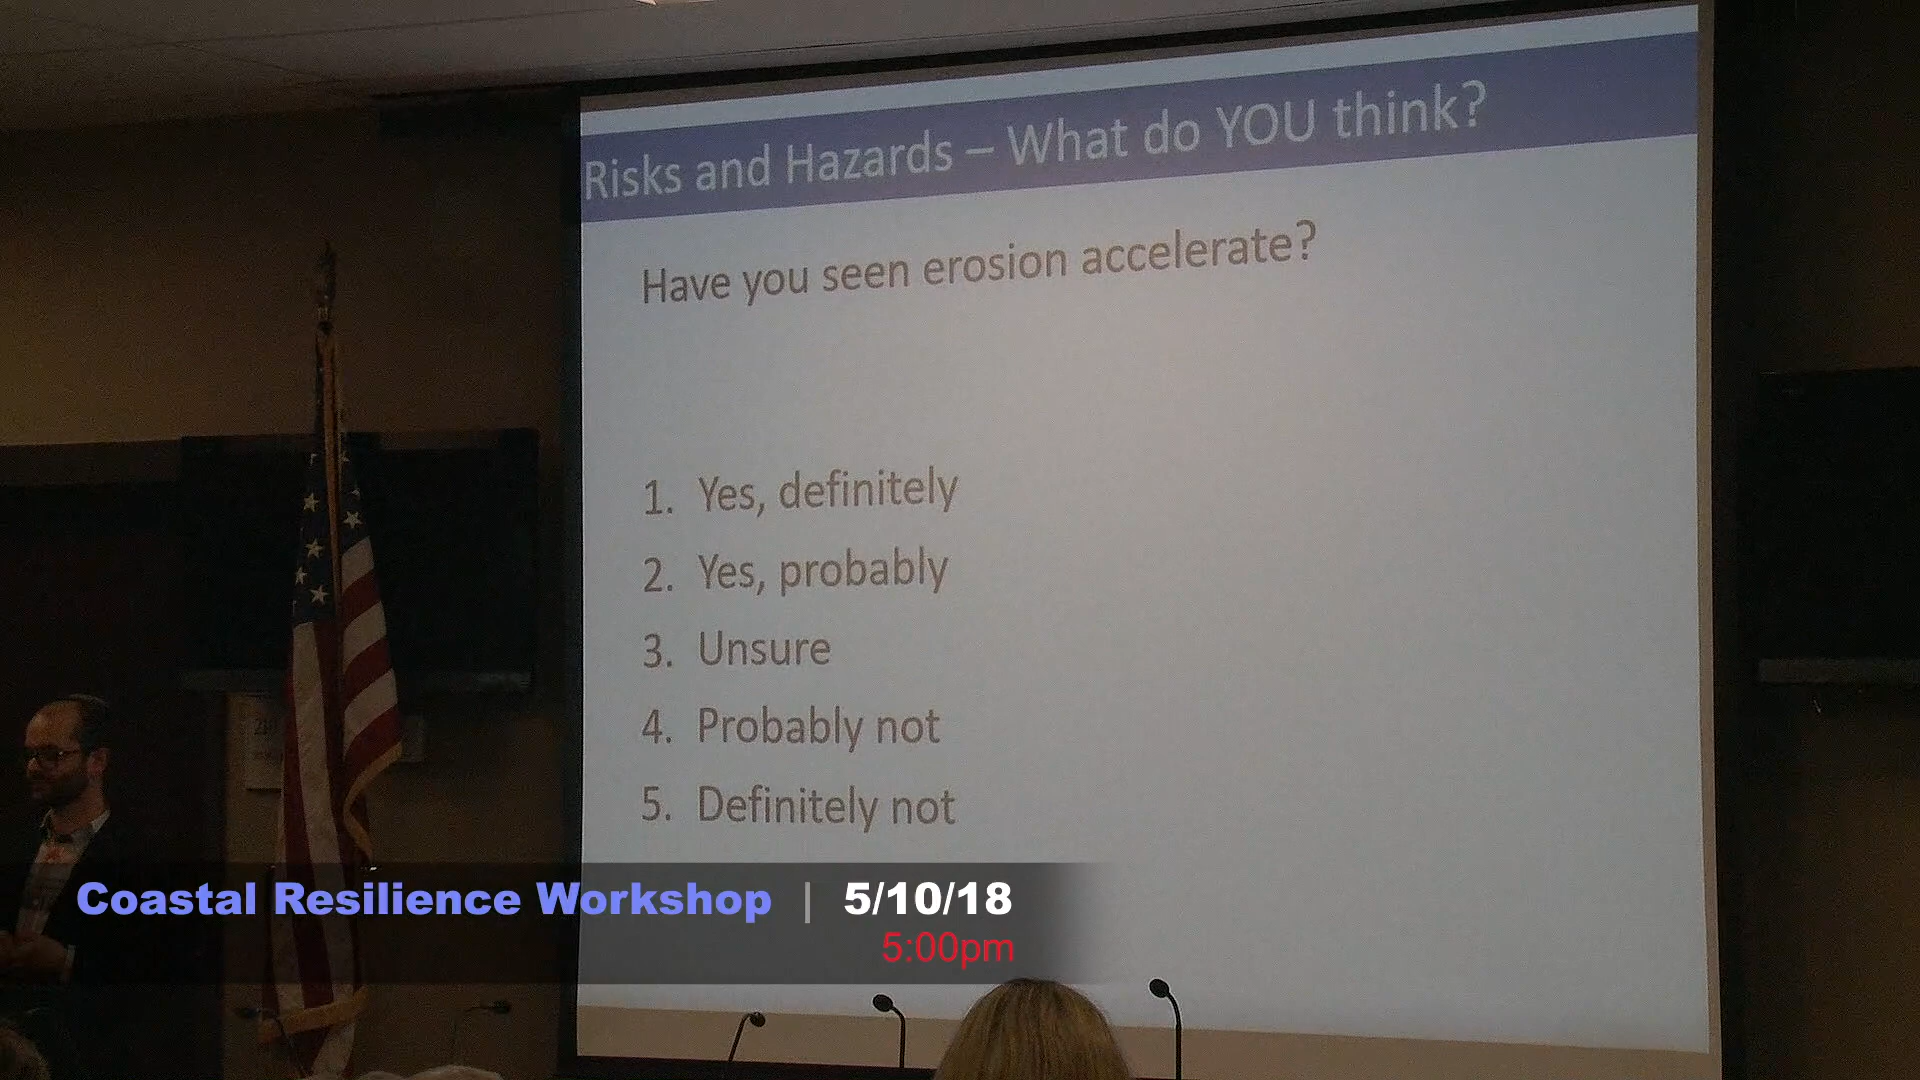 Risks and Hazards – What do YOU think?
Have you seen erosion accelerate?
1. Yes, definitely
2. Yes, probably
3. Unsure
4. Probably not
5. Definitely not
Coastal Resilience Workshop | 5/10/18
5:00pm